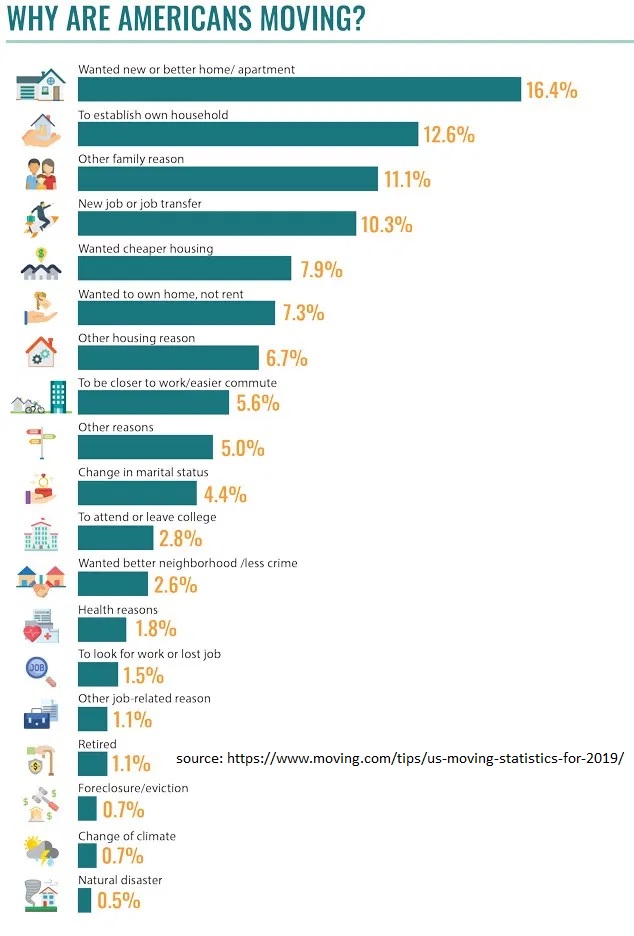 WHY ARE AMERICANS MOVING?
Wanted new or better home/ apartment
16.4%
To establish own household
12.6%
Other family reason
11.1%
New job or job transfer
10.3%
Wanted cheaper housing
7.9%
Wanted to own home, not rent
7.3%
Other housing reason
6.7%
To be closer to work/easier commute
5.6%
Other reasons
5.0%
Change in marital status
4.4%
To attend or leave college
2.8%
Wanted better neighborhood /less crime
2.6%
Health reasons
1.8%
To look for work or lost job
JOB
1.5%
Other job-related reason
1.1%
Retired
1.1%
source: https://www.moving.com/tips/us-moving-statistics-for-2019/
Foreclosure/eviction
0.7%
Change of climate
0.7%
Natural disaster
0.5%